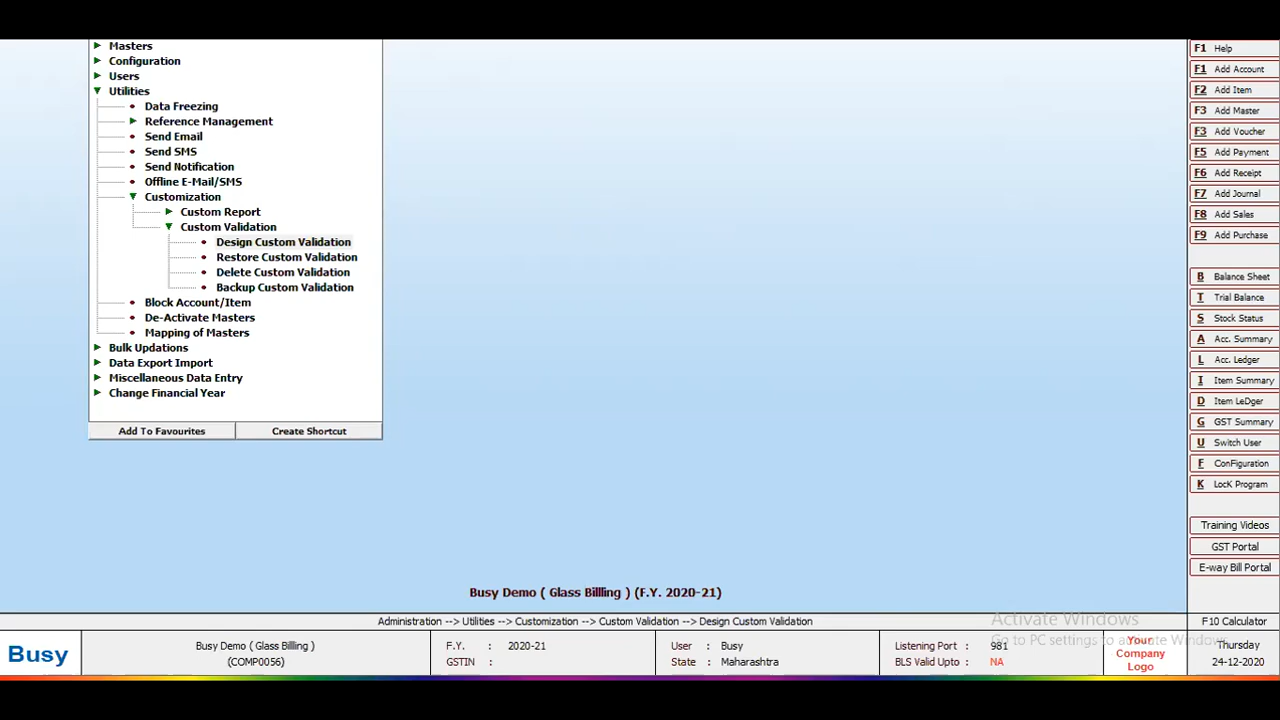 Masters
Configuration
Users
Utilities
Data Freezing
Reference Management
Send Email
Send SMS
Send Notification
Offline E-Mail/SMS
Customization
Custom Report
Custom Validation
Design Custom Validation
Restore Custom Validation
Delete Custom Validation
Backup Custom Validation
Block Account/Item
De-Activate Masters
Mapping of Masters
Bulk Updations
Data Export Import
Miscellaneous Data Entry
Change Financial Year
Add To Favourites Create Shortcut
F1 Help
F1 Add Account
F2 Add Item
F3 Add Master
F3 Add Voucher
F5 Add Payment
F6 Add Receipt
F7 Add Journal
F8 Add Sales
F9 Add Purchase
B Balance Sheet
T Trial Balance
S Stock Status
A Acc. Summary
L Acc. Ledger
I Item Summary
D Item LeDger
G GST Summary
U Switch User
F ConFiguration
K LocK Program
Training Videos
GST Portal
E-way Bill Portal
Busy Demo ( Glass Billling ) (F.Y. 2020-21)
Administration --> Utilities --> Customization --> Custom Validation --> Design Custom Validation
F10 Calculator
Activate Windows
Go to PC settings to activate Windows.
Busy
Busy Demo ( Glass Billing )
(COMP0056)
F.Y. : 2020-21
GSTIN :
User : Busy
State : Maharashtra
Listening Port : 981
BLS Valid Upto : NA
Your
Company
Logo
Thursday
24-12-2020